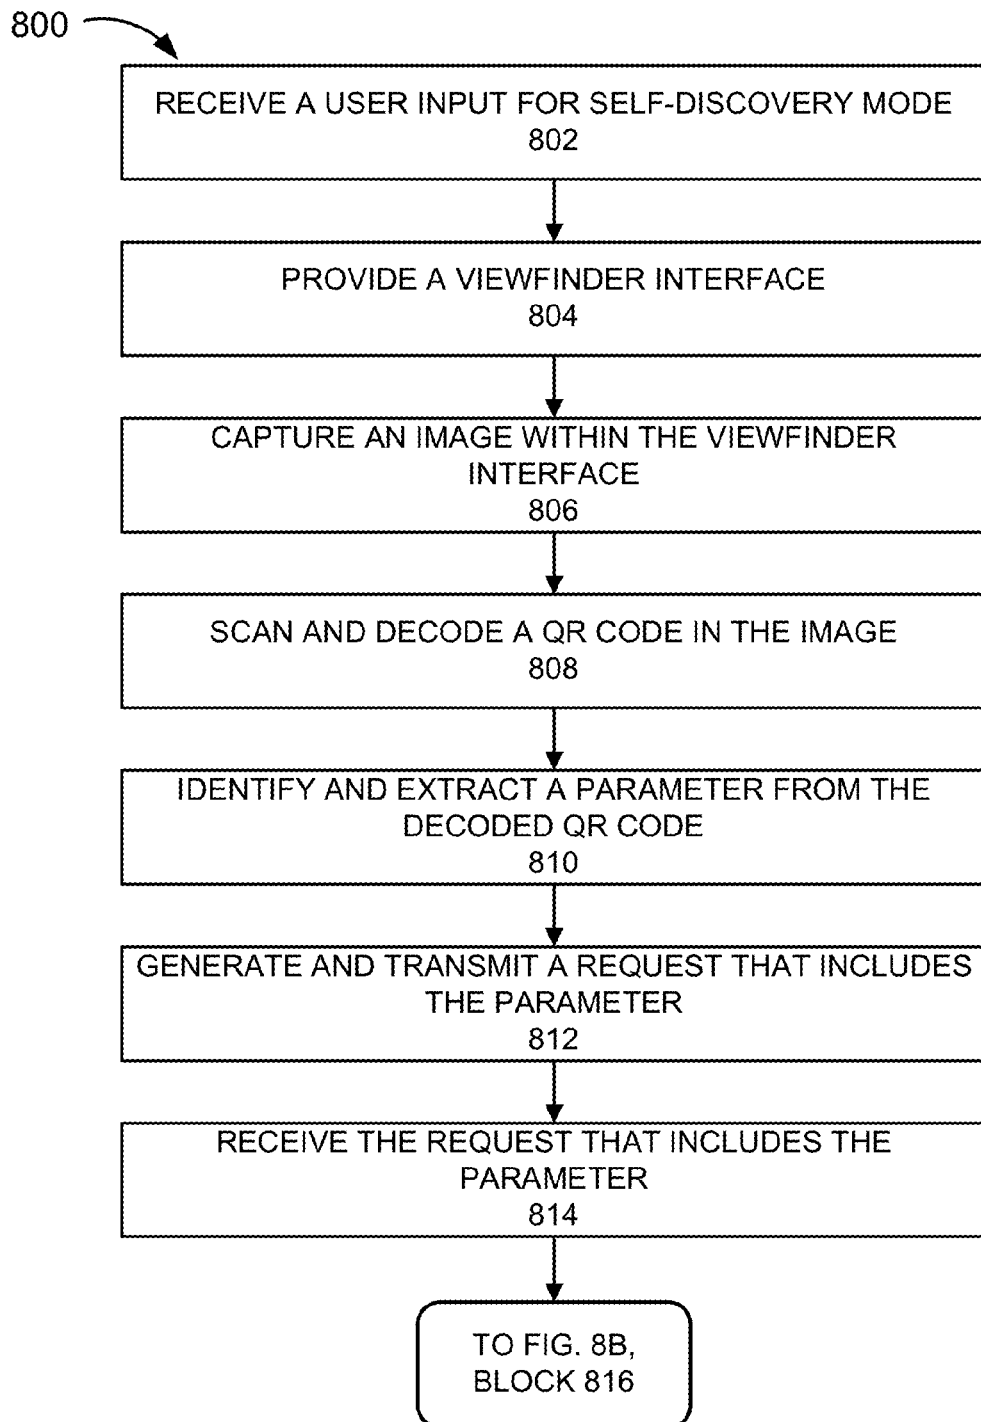 800
RECEIVE A USER INPUT FOR SELF-DISCOVERY MODE
802
PROVIDE A VIEWFINDER INTERFACE
804
CAPTURE AN IMAGE WITHIN THE VIEWFINDER
INTERFACE
806
SCAN AND DECODE A QR CODE IN THE IMAGE
808
IDENTIFY AND EXTRACT A PARAMETER FROM THE
DECODED QR CODE
810
GENERATE AND TRANSMIT A REQUEST THAT INCLUDES
THE PARAMETER
812
RECEIVE THE REQUEST THAT INCLUDES THE
PARAMETER
814
TO FIG. 8B,
BLOCK 816